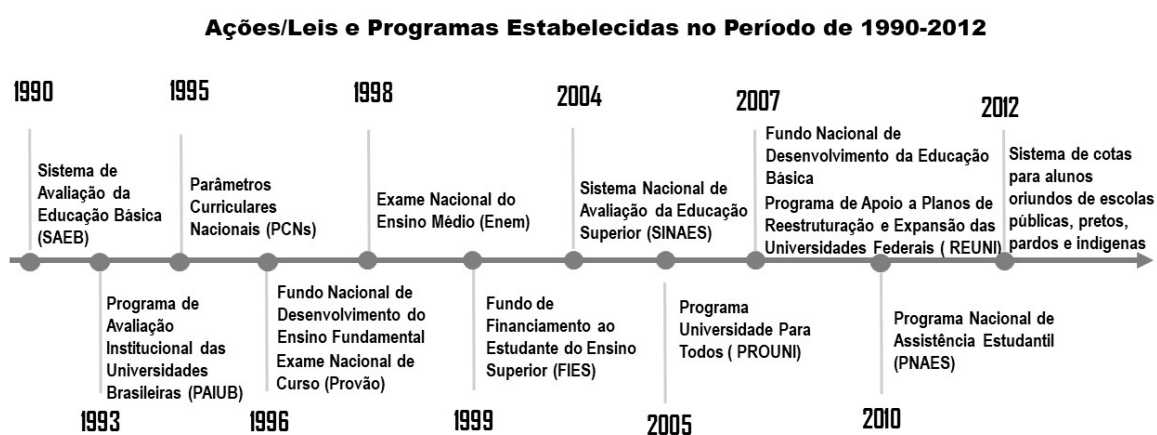 Ações/Leis e Programas Estabelecidas no Período de 1990-2012
1990
Sistema de
Avaliação da
Educação Básica
(SAEB)
1993
Programa de
Avaliação
Institucional das
Universidades
Brasileiras (PAIUB)
1995
Parâmetros
Curriculares
Nacionais (PCNs)
1996
Fundo Nacional de
Desenvolvimento do
Ensino Fundamental
Exame Nacional de
Curso (Provão)
1998
Exame Nacional do
Ensino Médio (Enem)
1999
Fundo de
Financiamento ao
Estudante do Ensino
Superior (FIES)
2004
Sistema Nacional de
Avaliação da Educação
Superior (SINAES)
2005
Programa
Universidade Para
Todos ( PROUNI)
2007
Fundo Nacional de
Desenvolvimento da Educação
Básica
Programa de Apoio a Planos de
Reestruturação e Expansão das
Universidades Federais ( REUNI)
2010
Programa Nacional de
Assistência Estudantil
(PNAES)
2012
Sistema de cotas
para alunos
oriundos de escolas
públicas, pretos,
pardos e indígenas